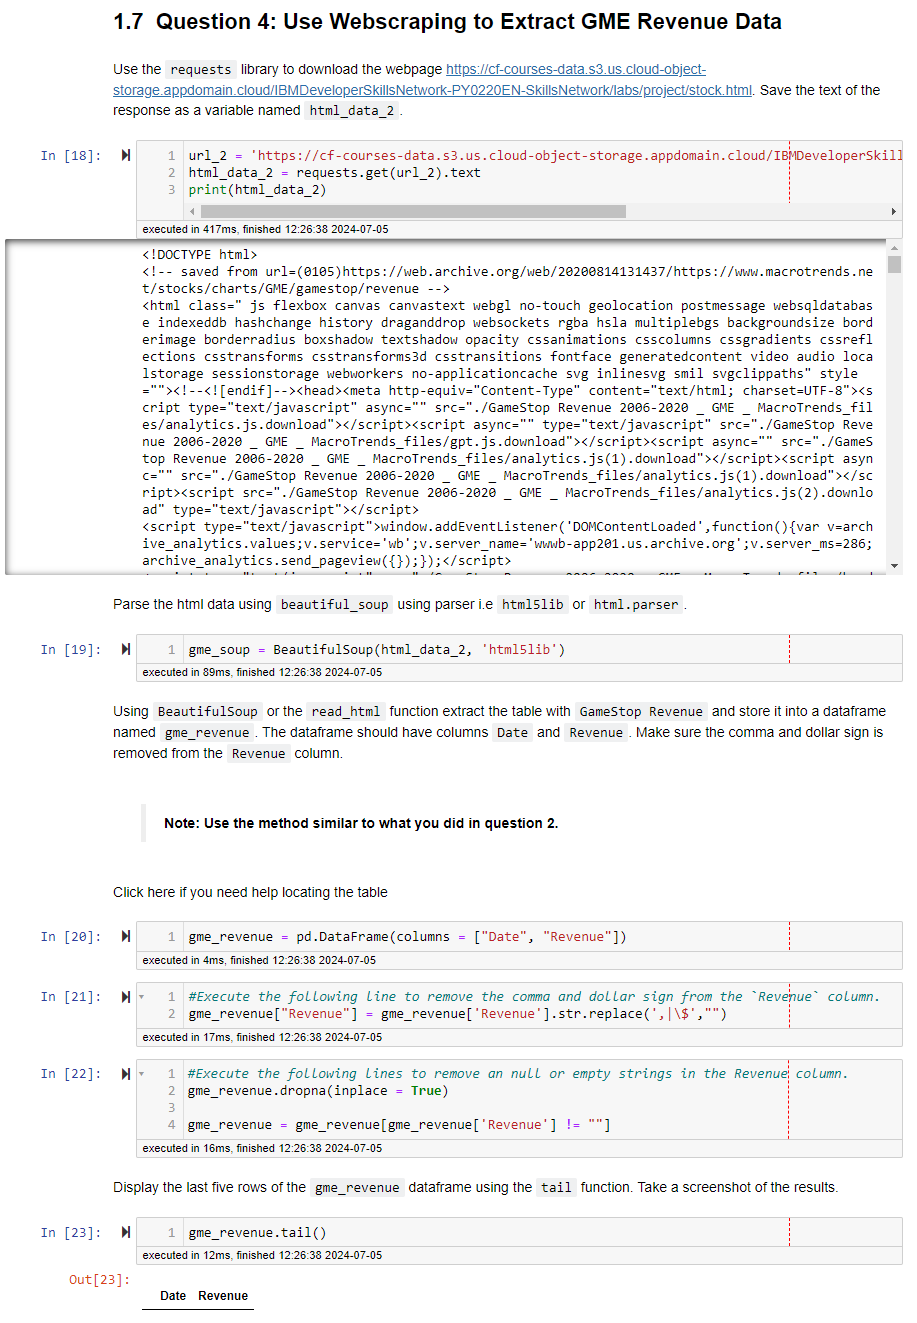 1.7 Question 4: Use Webscraping to Extract GME Revenue Data
Use the requests library to download the webpage https://cf-courses-data.s3.us.cloud-object-
storage.appdomain.cloud/IBMDeveloperSkillsNetwork-PY0220EN-SkillsNetwork/labs/project/stock.html. Save the text of the
response as a variable named html_data_2 .
In [18]:
1 url_2 = 'https://cf-courses-data.s3.us.cloud-object-storage.appdomain.cloud/IBMDeveloperSkill
2 html_data_2 = requests.get(url_2).text
3 print(html_data_2)
executed in 417ms, finished 12:26:38 2024-07-05
<!DOCTYPE html>
<!-- saved from url=(0105)https://web.archive.org/web/20200814131437/https://www.macrotrends.ne
t/stocks/charts/GME/gamestop/revenue -->
<html class=" js flexbox canvas canvastext webgl no-touch geolocation postmessage websqldatabas
e indexeddb hashchange history draganddrop websockets rgba hsla multiplebgs backgroundsize bord
erimage borderradius boxshadow textshadow opacity cssanimations csscolumns cssgradients cssrefl
ections csstransforms csstransforms3d csstransitions fontface generatedcontent video audio loca
lstorage sessionstorage webworkers no-applicationcache svg inlinesvg smil svgclippaths" style
=""><!--<![endif]--><head><meta http-equiv="Content-Type" content="text/html; charset=UTF-8"><s
cript type="text/javascript" async="" src="./GameStop Revenue 2006-2020 _ GME _ MacroTrends_fil
es/analytics.js.download"></script><script async="" type="text/javascript" src="./GameStop Reve
nue 2006-2020 _ GME _ MacroTrends_files/gpt.js.download"></script><script async="" src="./GameS
top Revenue 2006-2020 _ GME _ MacroTrends_files/analytics.js(1).download"></script><script asyn
c="" src="./GameStop Revenue 2006-2020 _ GME _ MacroTrends_files/analytics.js(1).download"></sc
ript><script src="./GameStop Revenue 2006-2020 _ GME _ MacroTrends_files/analytics.js(2).downlo
ad" type="text/javascript"></script>
<script type="text/javascript">window.addEventListener('DOMContentLoaded',function(){var v=arch
ive_analytics.values;v.service='wb';v.server_name='wwwb-app201.us.archive.org';v.server_ms=286;
archive_analytics.send_pageview({});});</script>
Parse the html data using beautiful_soup using parser i.e html5lib or html.parser .
In [19]:
1 gme_soup = BeautifulSoup(html_data_2, 'html5lib')
executed in 89ms, finished 12:26:38 2024-07-05
Using BeautifulSoup or the read_html function extract the table with GameStop Revenue and store it into a dataframe
named gme_revenue . The dataframe should have columns Date and Revenue . Make sure the comma and dollar sign is
removed from the Revenue column.
Note: Use the method similar to what you did in question 2.
Click here if you need help locating the table
In [20]:
1 gme_revenue = pd.DataFrame(columns = ["Date", "Revenue"])
executed in 4ms, finished 12:26:38 2024-07-05
In [21]:
1 #Execute the following line to remove the comma and dollar sign from the `Revenue` column.
2 gme_revenue["Revenue"] = gme_revenue['Revenue'].str.replace(',|\$',"")
executed in 17ms, finished 12:26:38 2024-07-05
In [22]:
1 #Execute the following lines to remove an null or empty strings in the Revenue column.
2 gme_revenue.dropna(inplace = True)
3
4 gme_revenue = gme_revenue[gme_revenue['Revenue'] != ""]
executed in 16ms, finished 12:26:38 2024-07-05
Display the last five rows of the gme_revenue dataframe using the tail function. Take a screenshot of the results.
In [23]:
1 gme_revenue.tail()
executed in 12ms, finished 12:26:38 2024-07-05
Out[23]:
Date Revenue